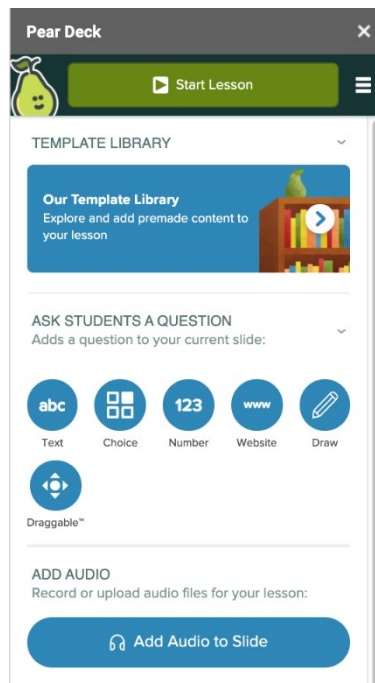 Pear Deck
Start Lesson
TEMPLATE LIBRARY
Our Template Library
Explore and add premade content to
your lesson
ASK STUDENTS A QUESTION
Adds a question to your current slide:
abc
123
www
Text
Choice
Number
Website
Draw
Draggable™
ADD AUDIO
Record or upload audio files for your lesson:
Add Audio to Slide